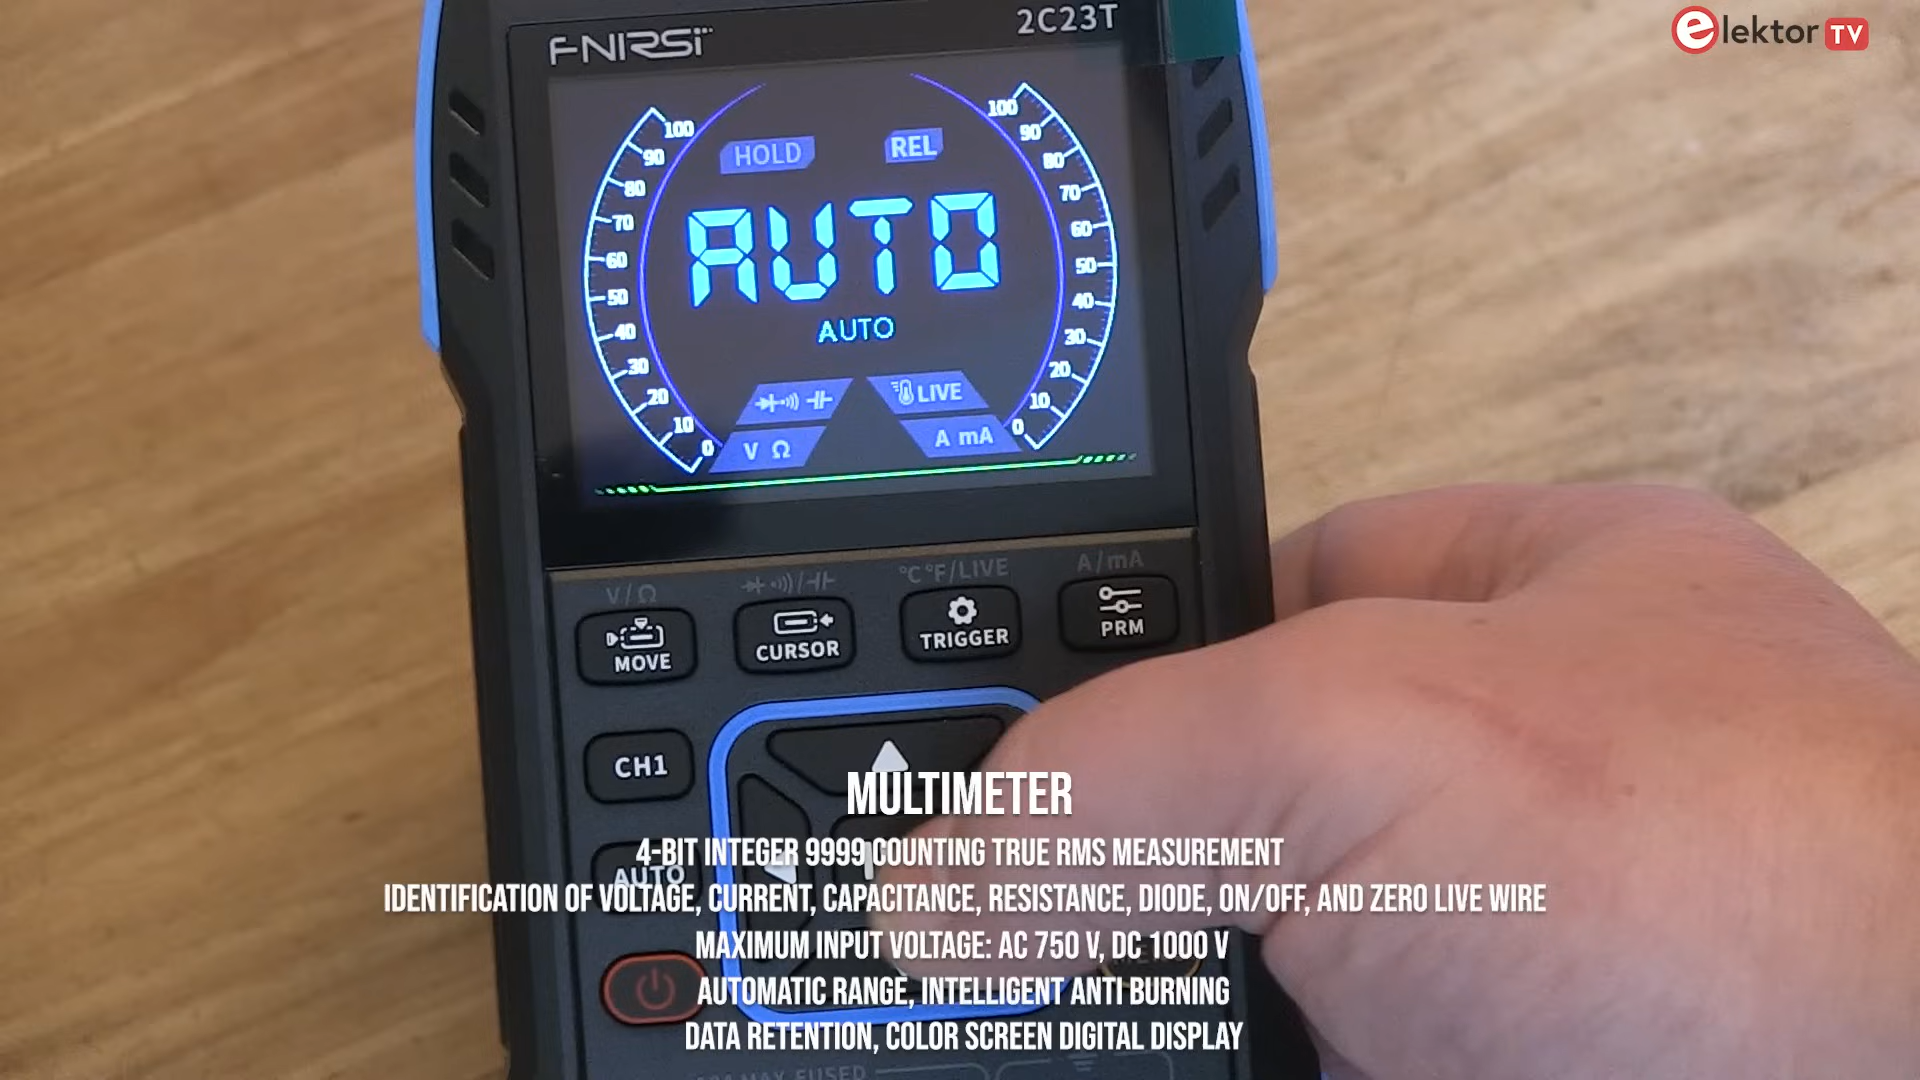 FNIRSI
2C23T
elektor TV
100
90
80
70
60
50
40
30
20
10
0
100
90
80
70
60
50
40
30
20
10
0
HOLD
REL
AUTO
AUTO
LIVE
V Ω
A mA
V/Ω
°C°F/LIVE
A/mA
MOVE
CURSOR
TRIGGER
PRM
CH1
AUTO
MULTIMETER
4-BIT INTEGER 9999 COUNTING TRUE RMS MEASUREMENT
IDENTIFICATION OF VOLTAGE, CURRENT, CAPACITANCE, RESISTANCE, DIODE, ON/OFF, AND ZERO LIVE WIRE
MAXIMUM INPUT VOLTAGE: AC 750 V, DC 1000 V
AUTOMATIC RANGE, INTELLIGENT ANTI BURNING
DATA RETENTION, COLOR SCREEN DIGITAL DISPLAY
MAX FUSED